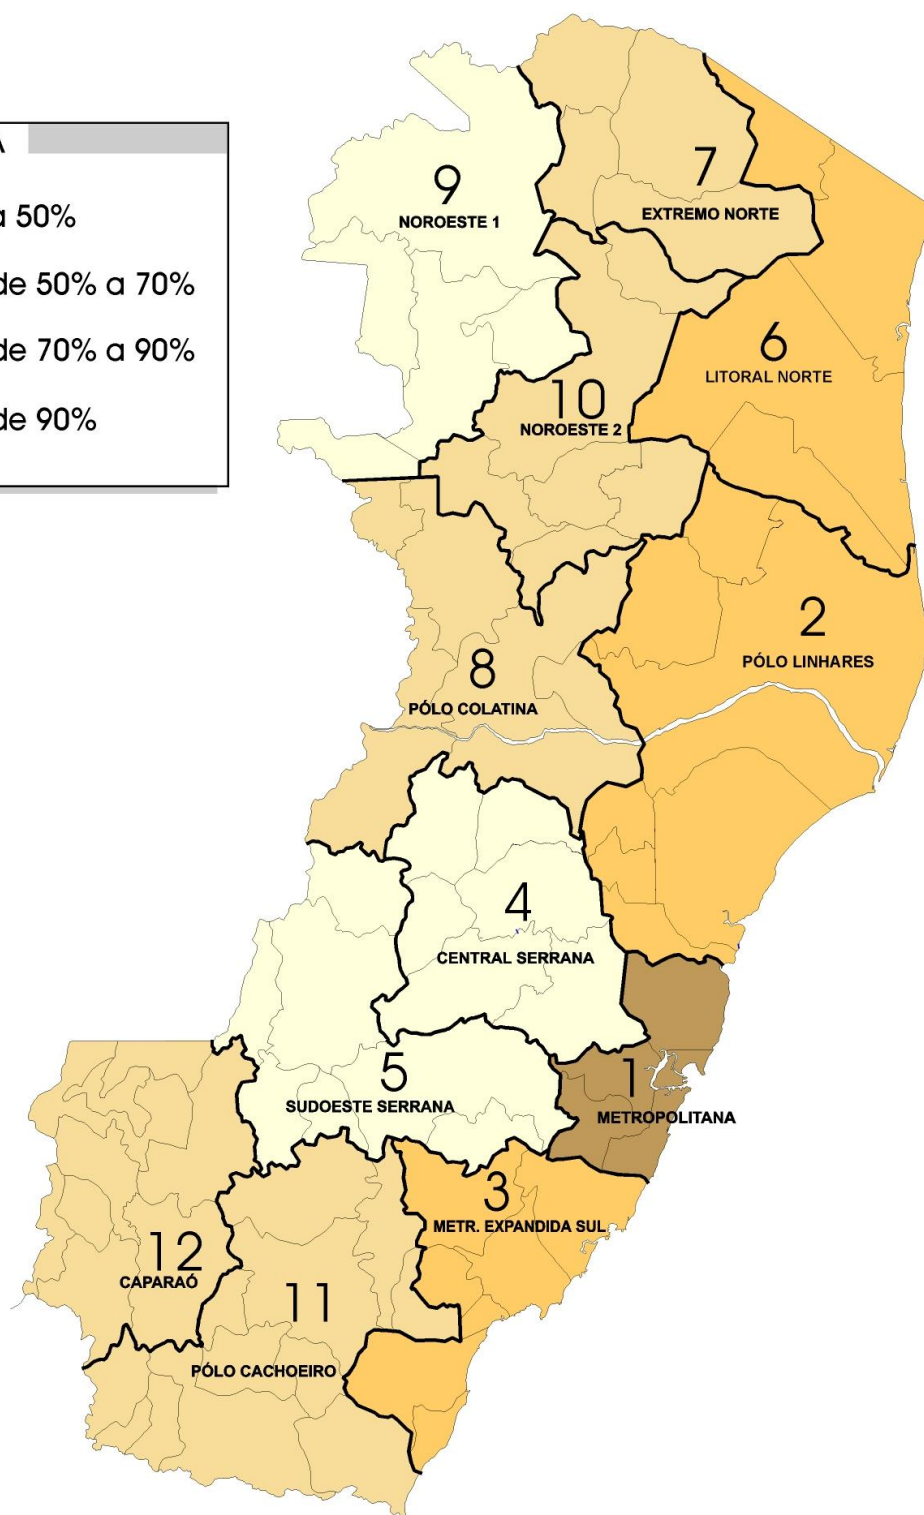 A
a 50%
de 50% a 70%
de 70% a 90%
de 90%
9
NOROESTE 1
7
EXTREMO NORTE
6
LITORAL NORTE
10
NOROESTE 2
2
PÓLO LINHARES
8
PÓLO COLATINA
4
CENTRAL SERRANA
5
SUDOESTE SERRANA
1
METROPOLITANA
3
METR. EXPANDIDA SUL
12
CAPARAÓ
11
PÓLO CACHOEIRO